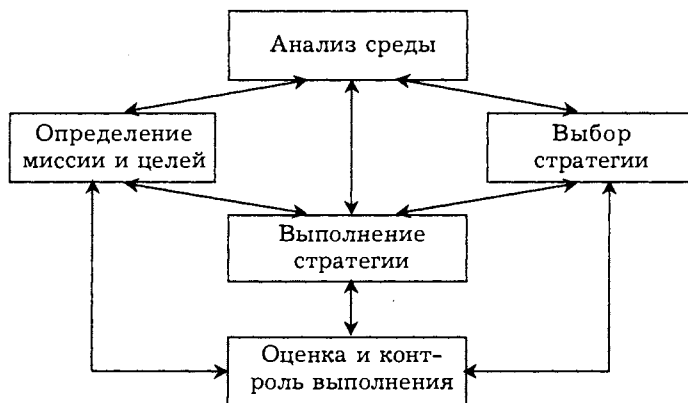 Анализ среды
Определение
миссии и целей
Выбор
стратегии
Выполнение
стратегии
Оценка и конт-
роль выполнения